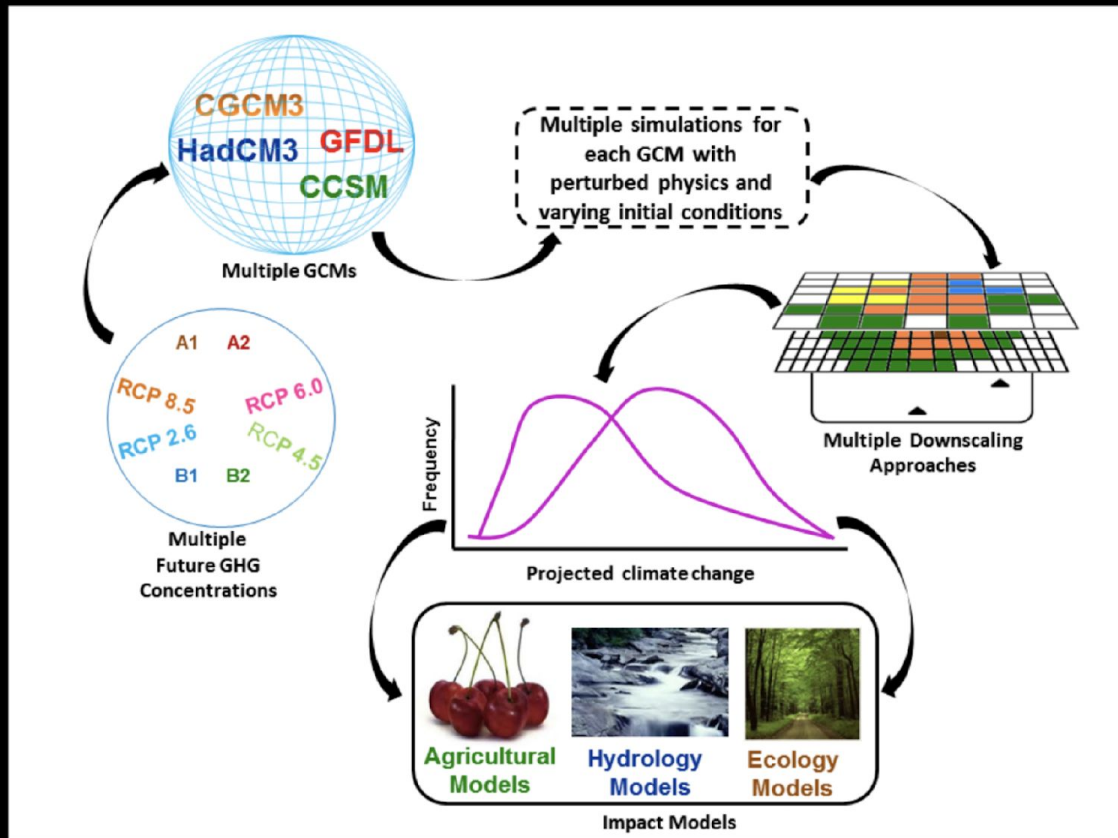 CGCM3
HadCM3
GFDL
CCSM
Multiple GCMs
Multiple simulations for
each GCM with
perturbed physics and
varying initial conditions
A1 A2
RCP 8.5
RCP 6.0
RCP 2.6
RCP 4.5
B1 B2
Multiple
Future GHG
Concentrations
Multiple Downscaling
Approaches
Frequency
Projected climate change
Agricultural
Models
Hydrology
Models
Ecology
Models
Impact Models